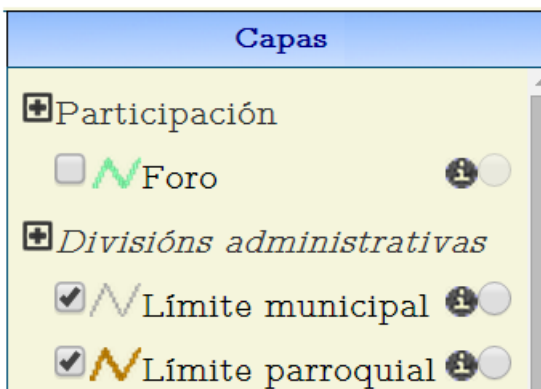 Capas
Participación
Foro
Divisións administrativas
Límite municipal
Límite parroquial